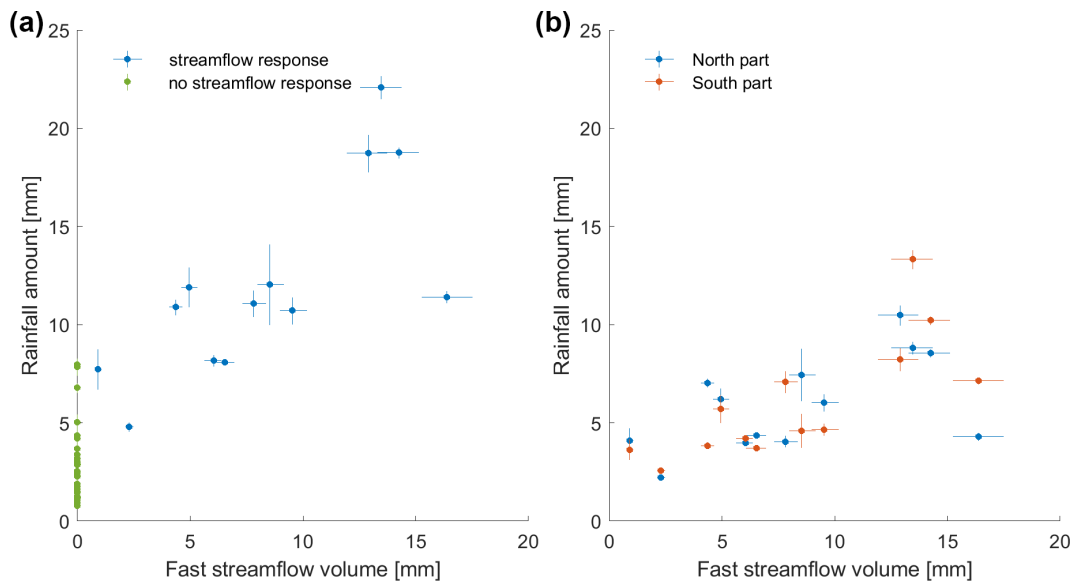 (a)
25
20
15
10
5
0
Rainfall amount [mm]
streamflow response
no streamflow response
0
5
10
15
20
Fast streamflow volume [mm]
(b)
25
20
15
10
5
0
Rainfall amount [mm]
North part
South part
0
5
10
15
20
Fast streamflow volume [mm]